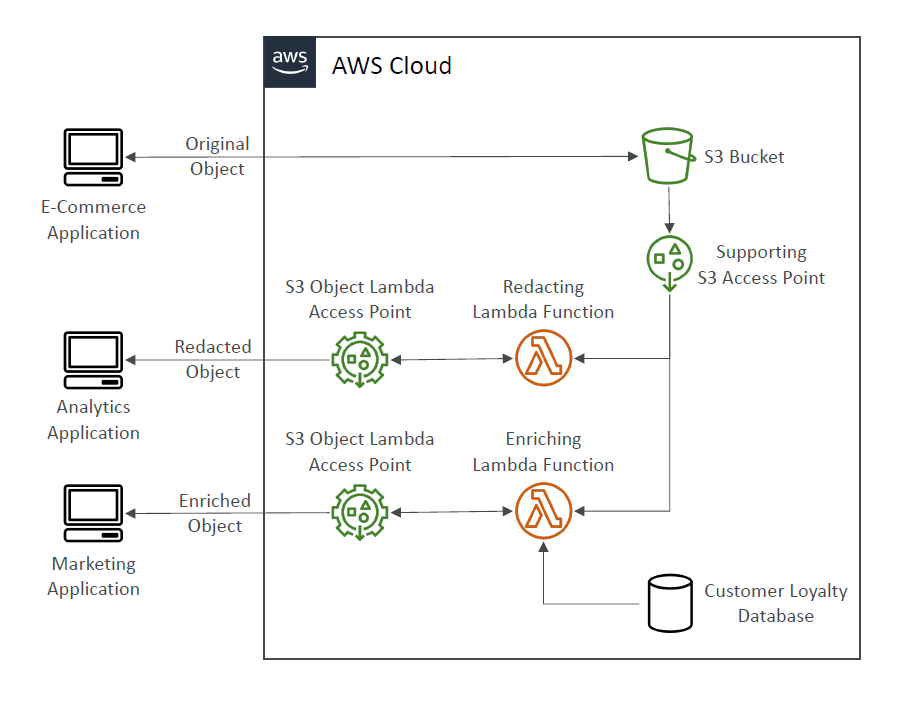 aws
AWS Cloud
Original
Object
S3 Bucket
E-Commerce
Application
Supporting
S3 Access Point
S3 Object Lambda
Access Point
Redacting
Lambda Function
Redacted
Object
Analytics
Application
S3 Object Lambda
Access Point
Enriching
Lambda Function
Enriched
Object
Marketing
Application
Customer Loyalty
Database